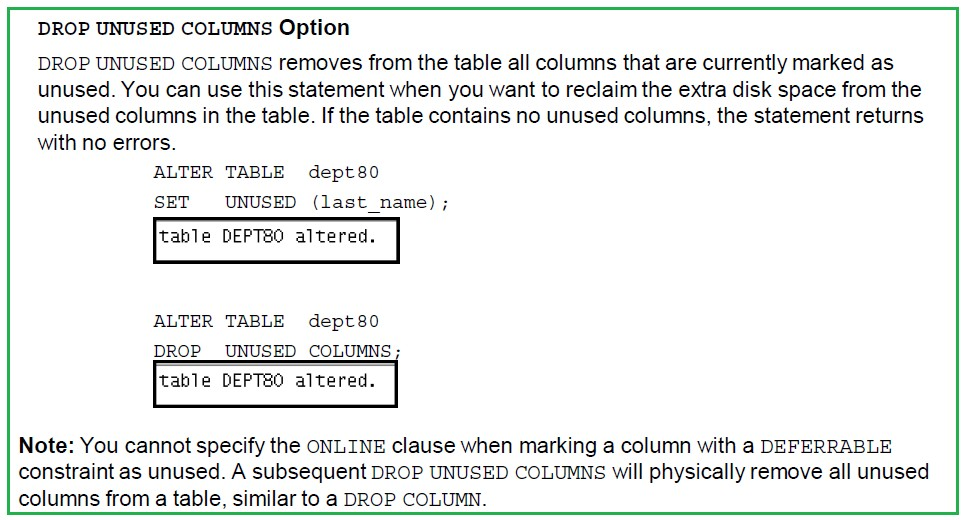 DROP UNUSED COLUMNS Option
DROP UNUSED COLUMNS removes from the table all columns that are currently marked as
unused. You can use this statement when you want to reclaim the extra disk space from the
unused columns in the table. If the table contains no unused columns, the statement returns
with no errors.
ALTER TABLE dept80
SET UNUSED (last_name);
table DEPT80 altered.
ALTER TABLE dept80
DROP UNUSED COLUMNS;
table DEPT80 altered.
Note: You cannot specify the ONLINE clause when marking a column with a DEFERRABLE
constraint as unused. A subsequent DROP UNUSED COLUMNS will physically remove all unused
columns from a table, similar to a DROP COLUMN.